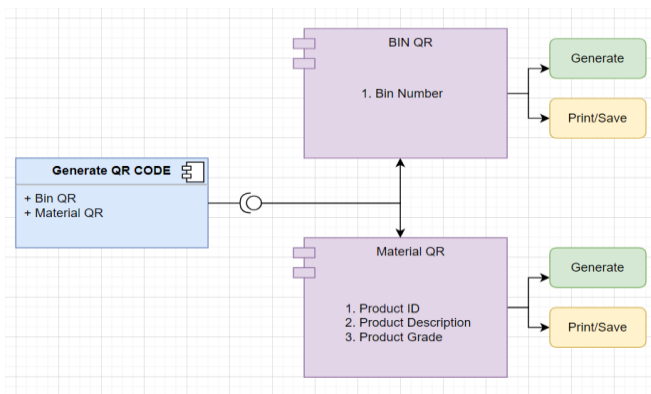 BIN QR
1. Bin Number
Generate
Print/Save
Generate QR CODE
+ Bin QR
+ Material QR
Material QR
1. Product ID
2. Product Description
3. Product Grade
Generate
Print/Save